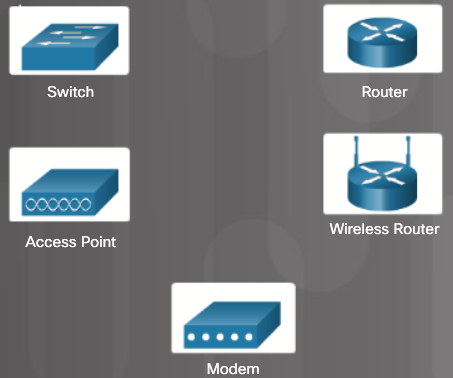 Switch
Router
Access Point
Wireless Router
Modem